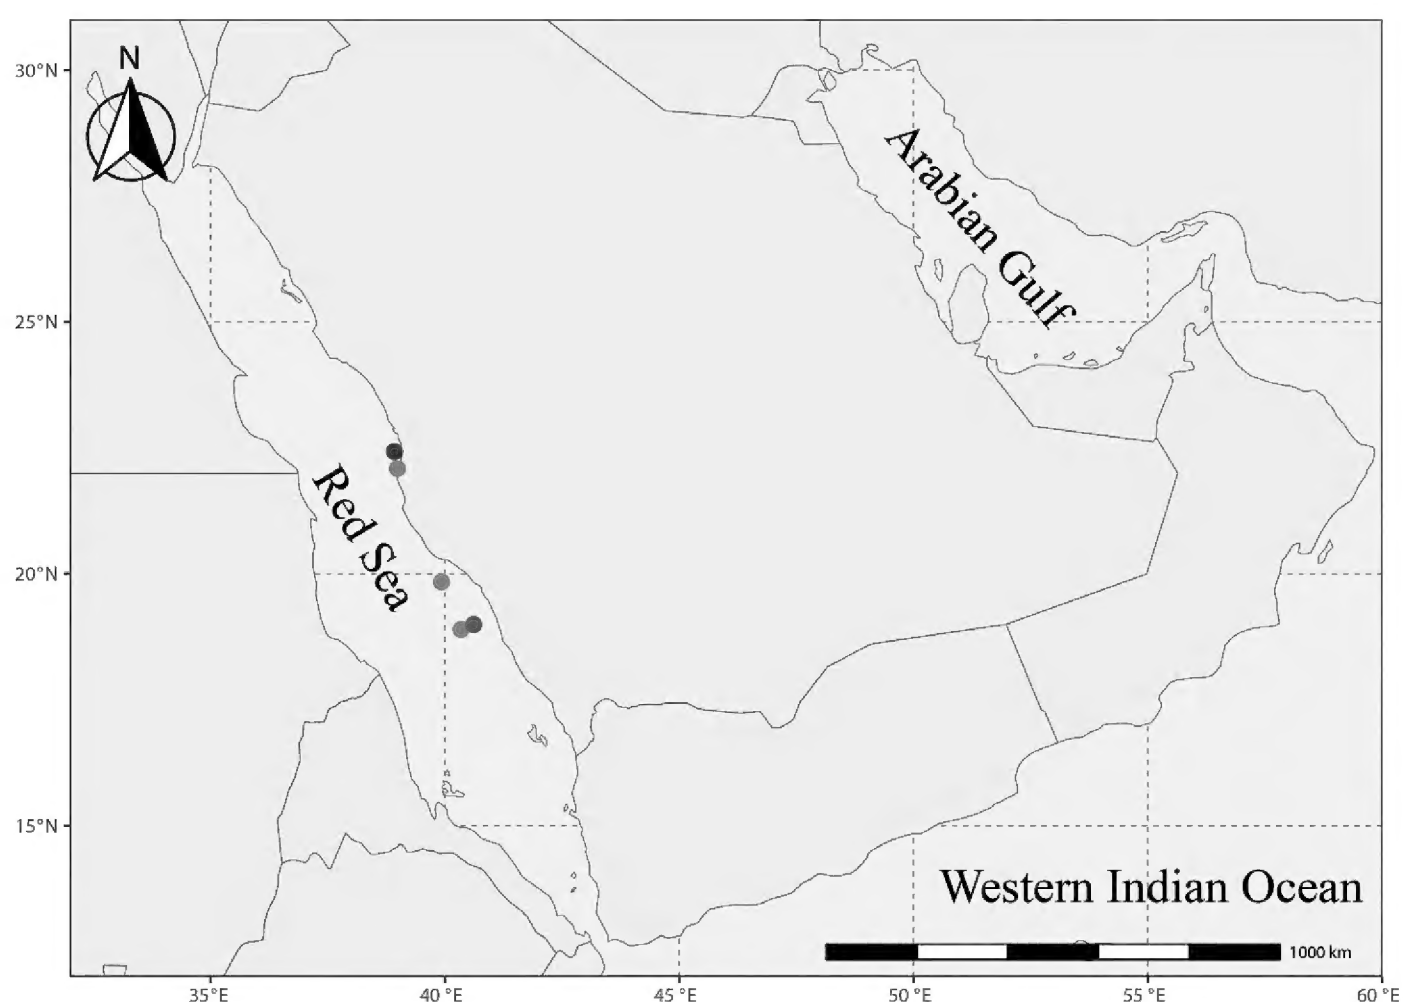 N
30°N
Arabian Gulf
25°N
Red Sea
20°N
15°N
Western Indian Ocean
1000 km
35°E
40 °E
45 °E
50 °E
55 °E
60 °E